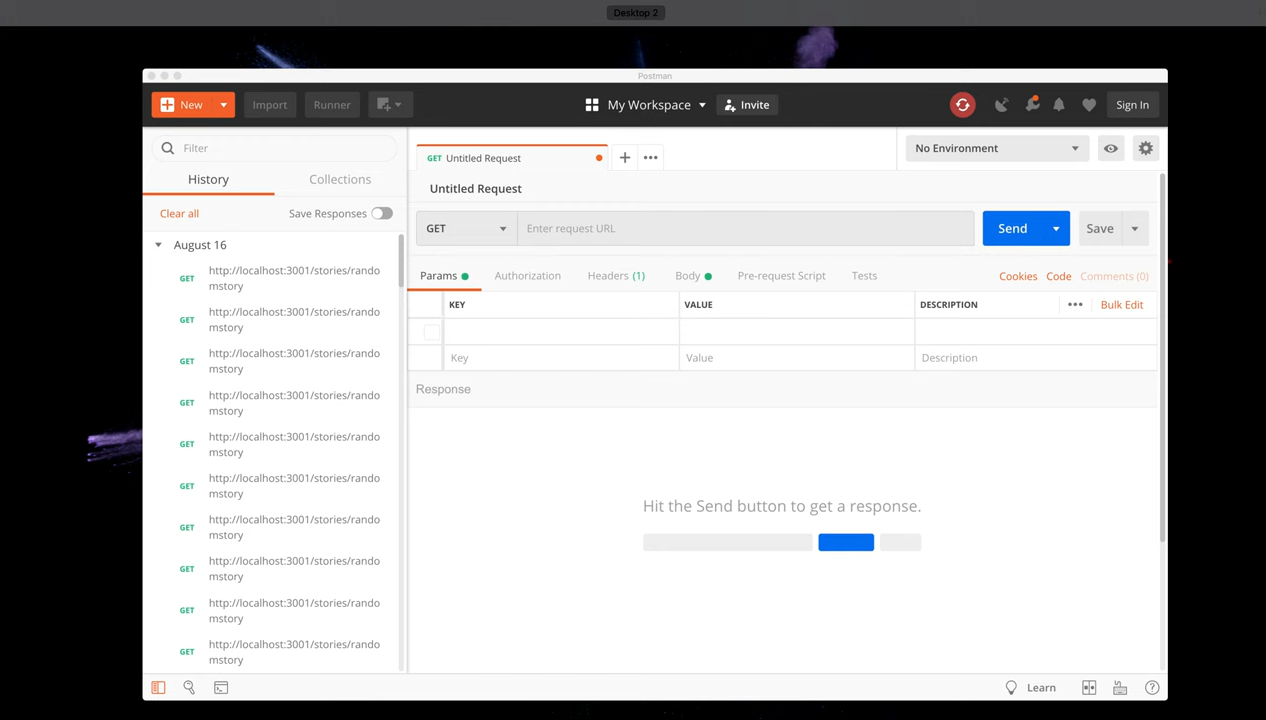 Desktop 2
Postman
New
Import
Runner
My Workspace
Invite
Sign In
Filter
History
Collections
Clear all
Save Responses
August 16
GET http://localhost:3001/stories/rando
mstory
GET http://localhost:3001/stories/rando
mstory
GET http://localhost:3001/stories/rando
mstory
GET http://localhost:3001/stories/rando
mstory
GET http://localhost:3001/stories/rando
mstory
GET http://localhost:3001/stories/rando
mstory
GET http://localhost:3001/stories/rando
mstory
GET http://localhost:3001/stories/rando
mstory
GET http://localhost:3001/stories/rando
mstory
GET http://localhost:3001/stories/rando
mstory
GET Untitled Request
No Environment
Untitled Request
GET
Enter request URL
Send
Save
Params
Authorization
Headers (1)
Body
Pre-request Script
Tests
Cookies
Code
Comments (0)
KEY
VALUE
DESCRIPTION
Bulk Edit
Key
Value
Description
Response
Hit the Send button to get a response.
Learn